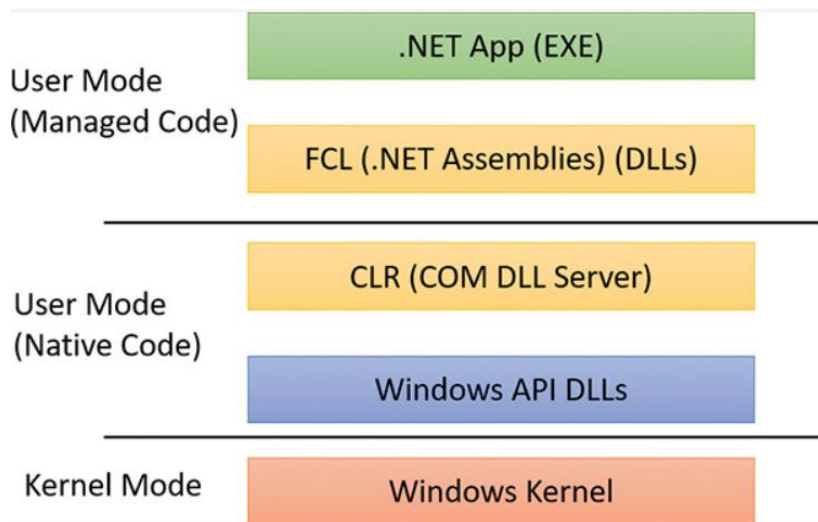 .NET App (EXE)
User Mode
(Managed Code)
FCL (.NET Assemblies) (DLLs)
CLR (COM DLL Server)
User Mode
(Native Code)
Windows API DLLs
Kernel Mode
Windows Kernel